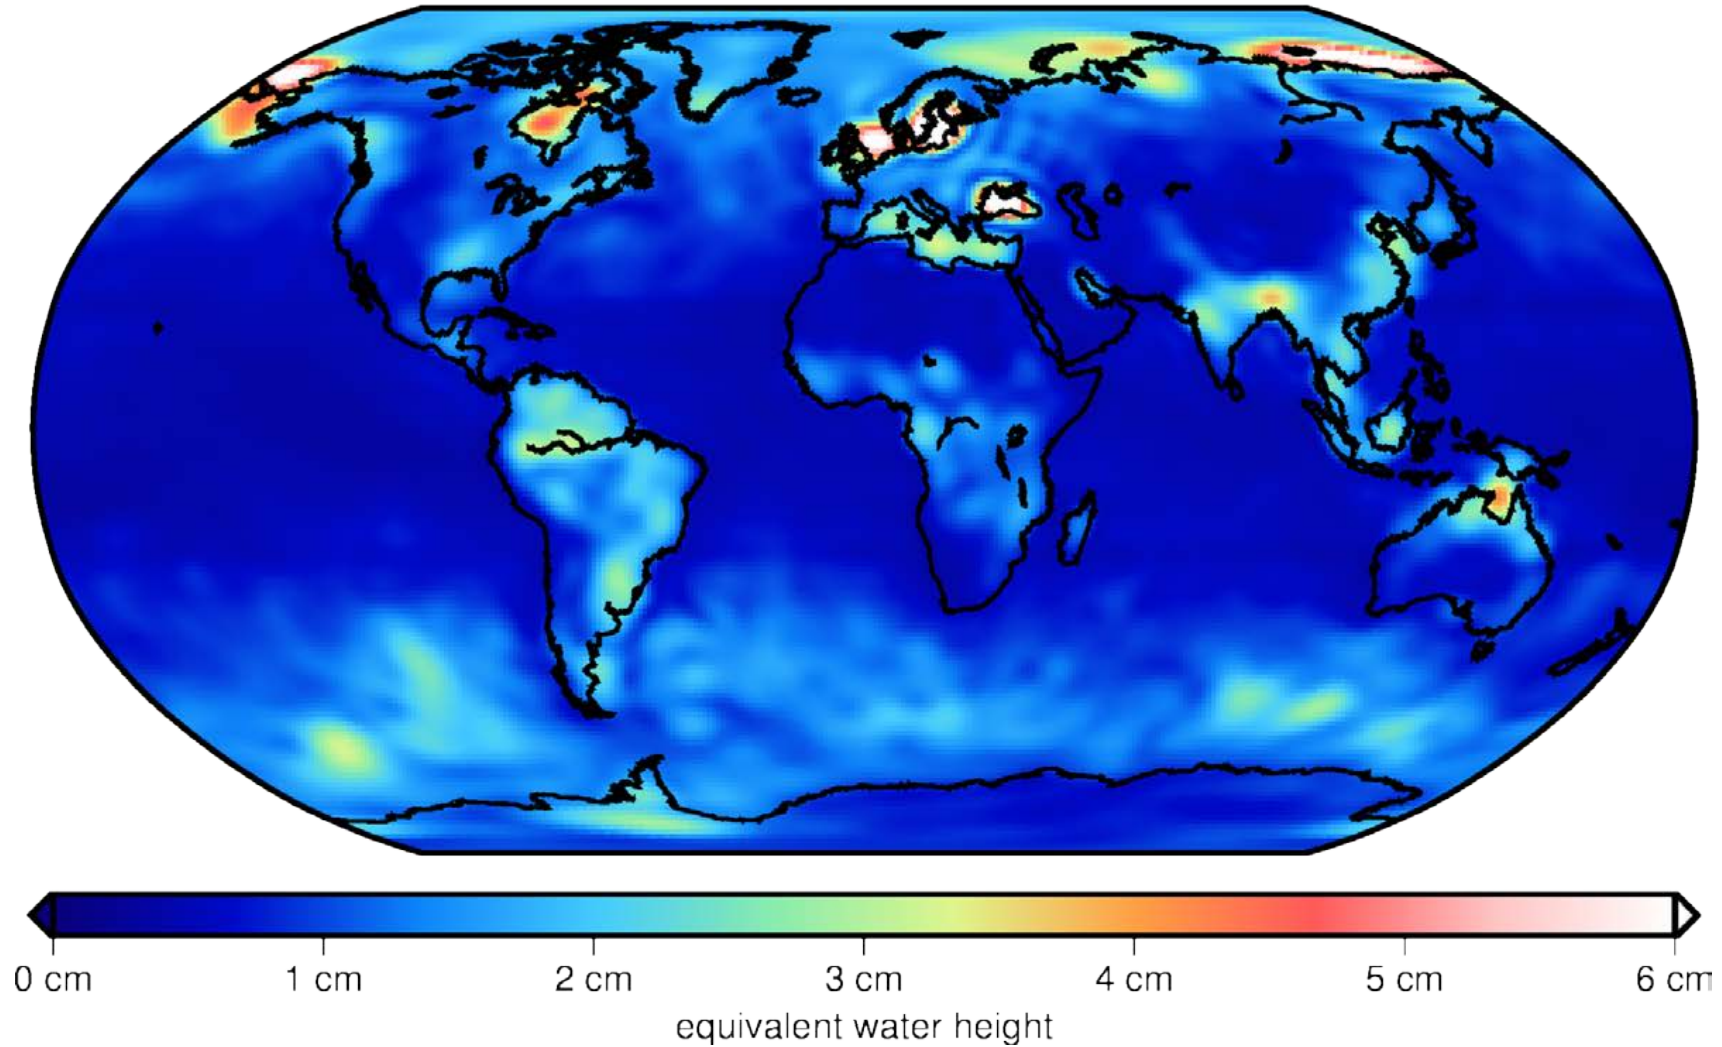 0 cm 1 cm 2 cm 3 cm 4 cm 5 cm 6 cm
equivalent water height